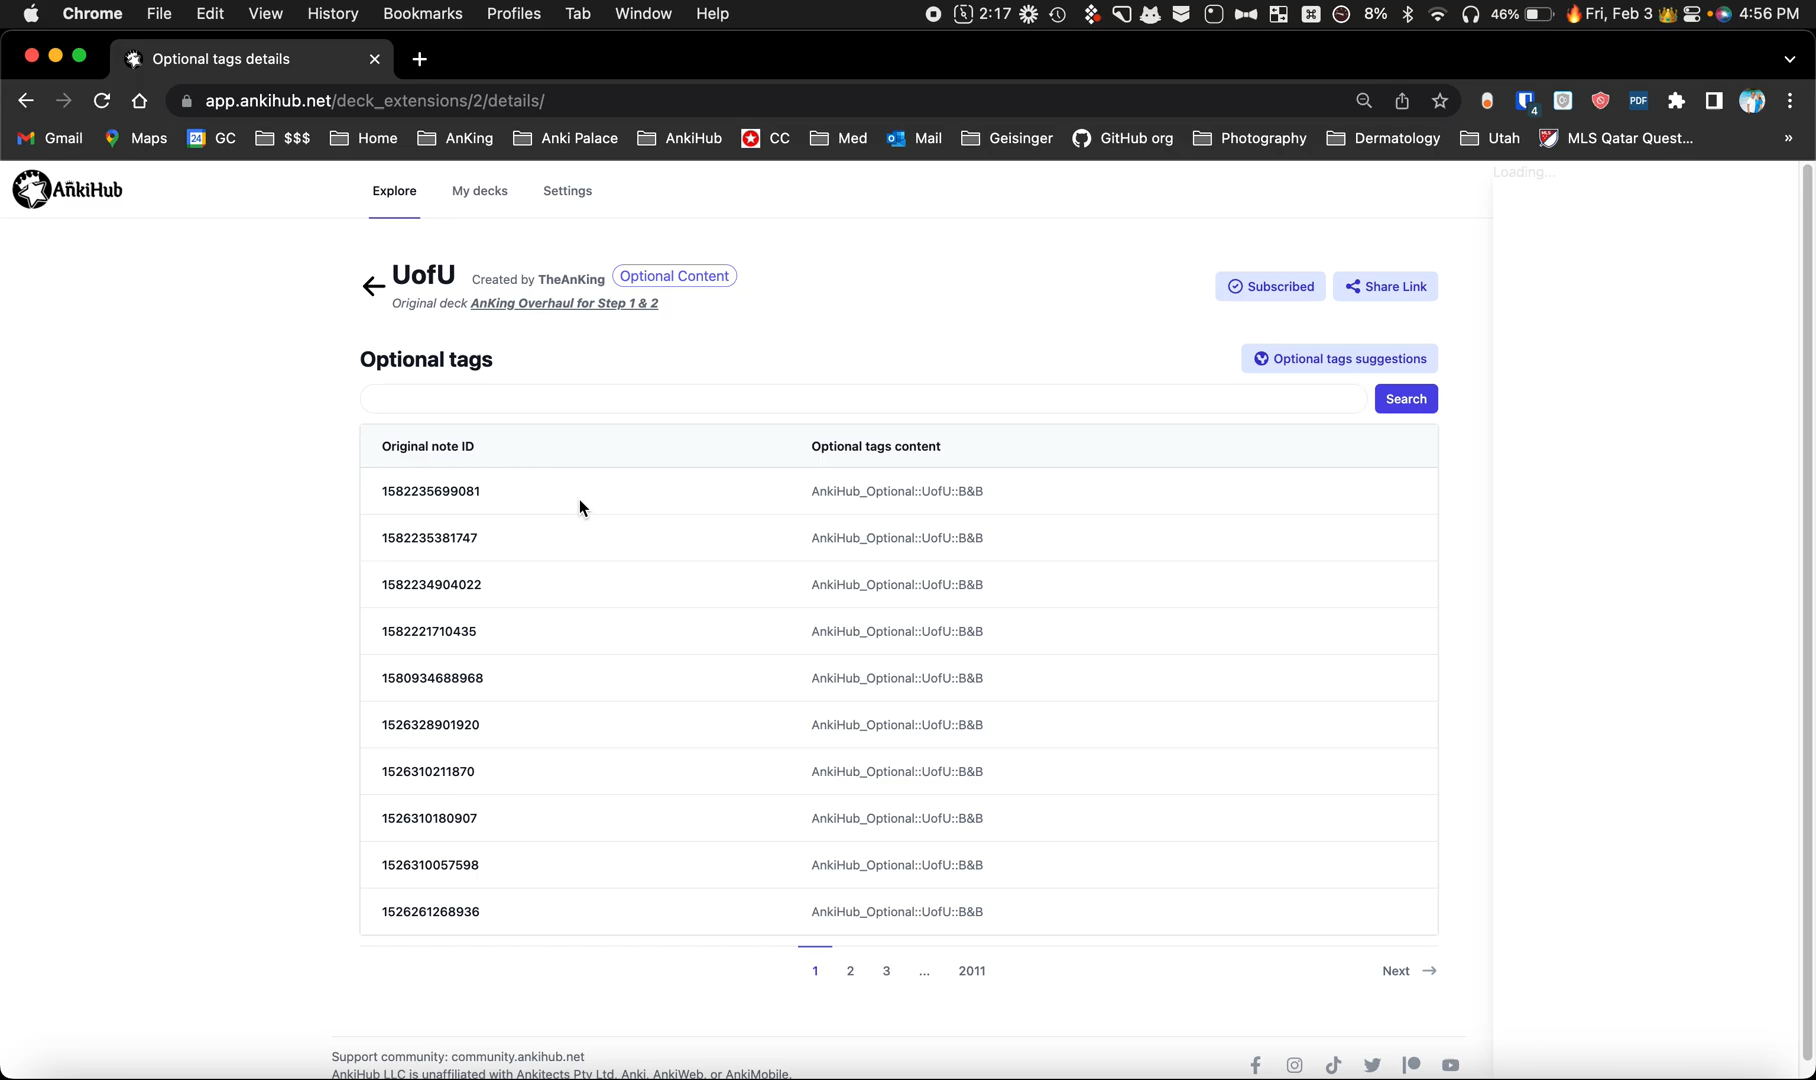 Chrome File Edit View History Bookmarks Profiles Tab Window Help 2:17 8% 46% Fri, Feb 3 4:56 PM
Optional tags details
app.ankihub.net/deck_extensions/2/details/ 4 PDF
Gmail Maps 24 GC $$$ Home AnKing Anki Palace AnkiHub CC Med Mail Geisinger GitHub org Photography Dermatology Utah MLS Qatar Quest... »
Loading...
AnkiHub Explore My decks Settings
UofU Created by TheAnKing Optional Content
Subscribed Share Link
Original deck AnKing Overhaul for Step 1 & 2
Optional tags Optional tags suggestions
Search
Original note ID Optional tags content
1582235699081 AnkiHub_Optional::UofU::B&B
1582235381747 AnkiHub_Optional::UofU::B&B
1582234904022 AnkiHub_Optional::UofU::B&B
1582221710435 AnkiHub_Optional::UofU::B&B
1580934688968 AnkiHub_Optional::UofU::B&B
1526328901920 AnkiHub_Optional::UofU::B&B
1526310211870 AnkiHub_Optional::UofU::B&B
1526310180907 AnkiHub_Optional::UofU::B&B
1526310057598 AnkiHub_Optional::UofU::B&B
1526261268936 AnkiHub_Optional::UofU::B&B
1 2 3 ... 2011 Next
Support community: community.ankihub.net
AnkiHub LLC is unaffiliated with Ankitects Pty Ltd, Anki, AnkiWeb, or AnkiMobile.